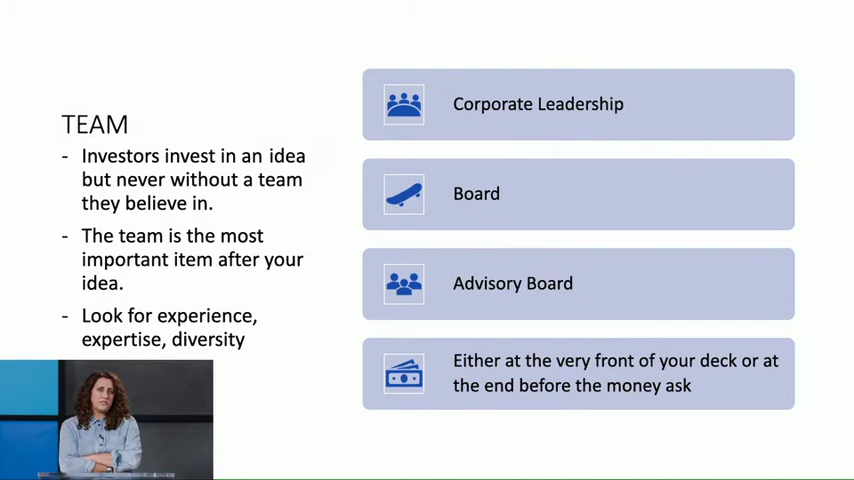 TEAM
- Investors invest in an idea
but never without a team
they believe in.
- The team is the most
important item after your
idea.
- Look for experience,
expertise, diversity
Corporate Leadership
Board
Advisory Board
Either at the very front of your deck or at
the end before the money ask